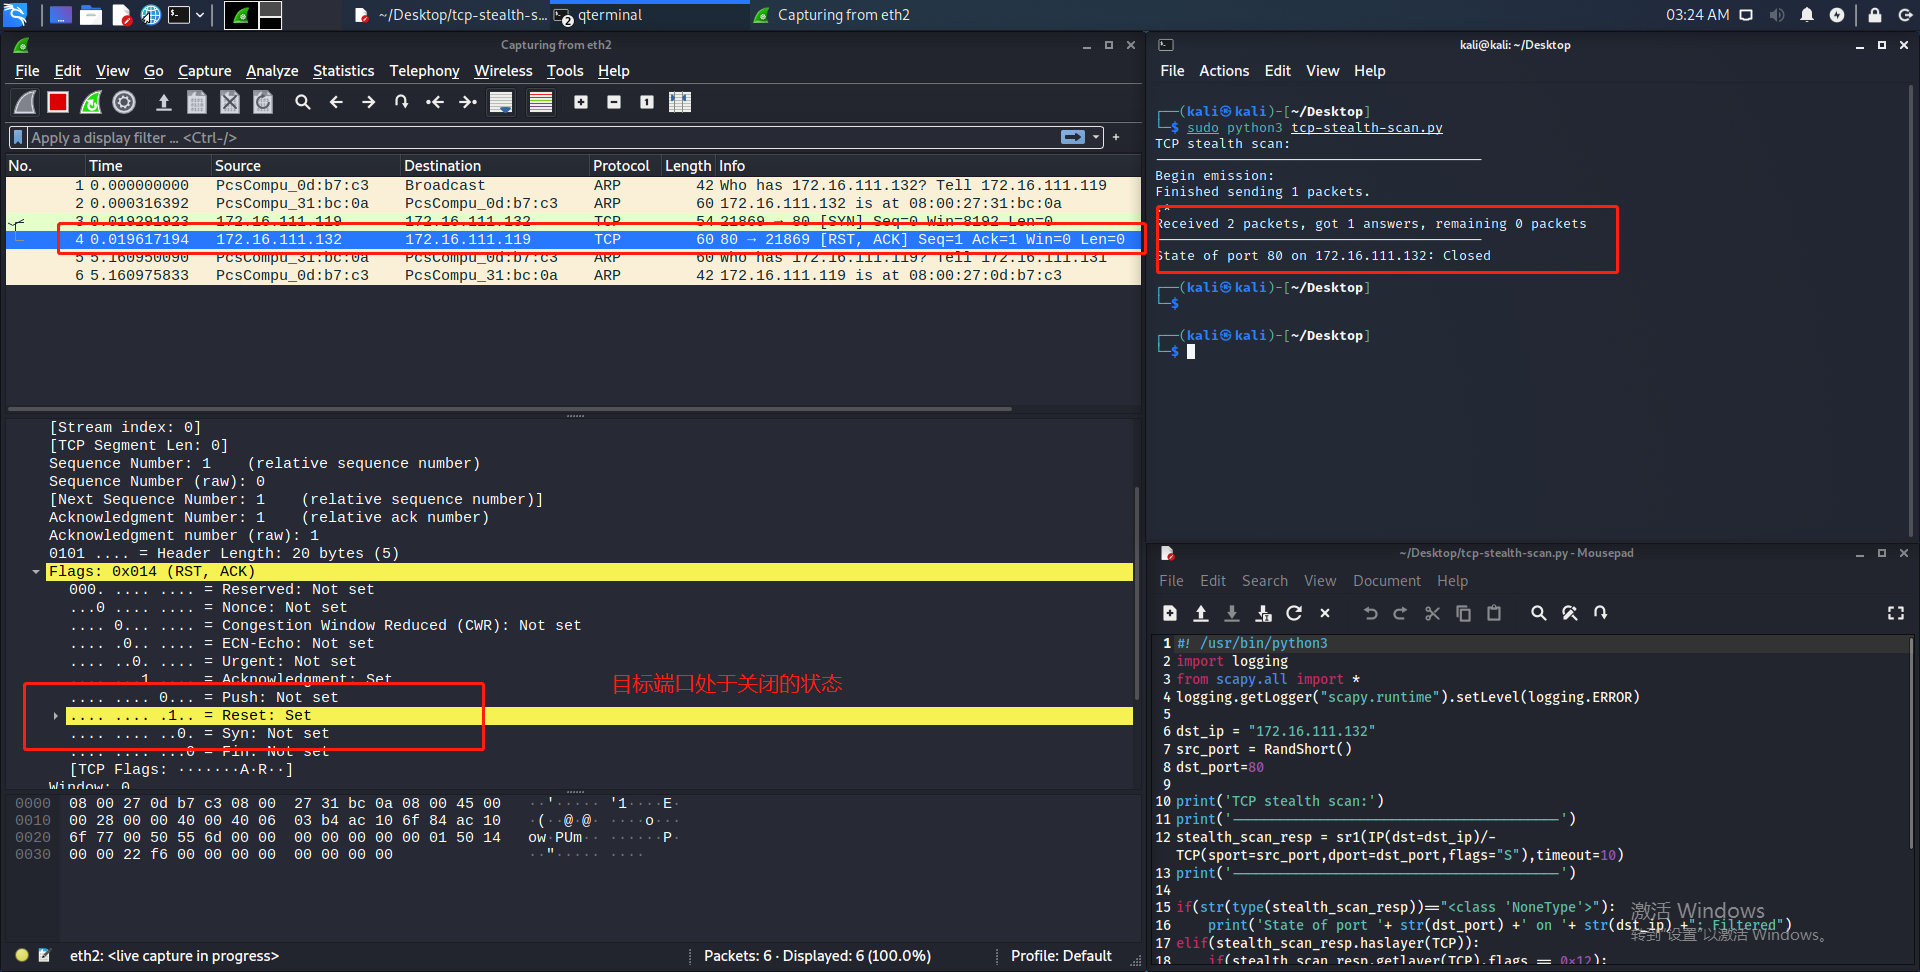 ~/Desktop/tcp-stealth-s...
qterminal
Capturing from eth2
03:24 AM
Capturing from eth2
File Edit View Go Capture Analyze Statistics Telephony Wireless Tools Help
Apply a display filter ... <Ctrl-/>
No. Time Source Destination Protocol Length Info
1 0.000000000 PcsCompu_0d:b7:c3 Broadcast ARP 42 Who has 172.16.111.132? Tell 172.16.111.119
2 0.000316392 PcsCompu_31:bc:0a PcsCompu_0d:b7:c3 ARP 60 172.16.111.132 is at 08:00:27:31:bc:0a
3 0.019291923 172.16.111.119 172.16.111.132 TCP 54 21869 → 80 [SYN] Seq=0 Win=8192 Len=0
4 0.019617194 172.16.111.132 172.16.111.119 TCP 60 80 → 21869 [RST, ACK] Seq=1 Ack=1 Win=0 Len=0
5 5.160950090 PcsCompu_31:bc:0a PcsCompu_0d:b7:c3 ARP 60 Who has 172.16.111.119? Tell 172.16.111.131
6 5.160975833 PcsCompu_0d:b7:c3 PcsCompu_31:bc:0a ARP 42 172.16.111.119 is at 08:00:27:0d:b7:c3
[Stream index: 0]
[TCP Segment Len: 0]
Sequence Number: 1 (relative sequence number)
Sequence Number (raw): 0
[Next Sequence Number: 1 (relative sequence number)]
Acknowledgment Number: 1 (relative ack number)
Acknowledgment number (raw): 1
0101 .... = Header Length: 20 bytes (5)
Flags: 0x014 (RST, ACK)
000. .... .... = Reserved: Not set
...0 .... .... = Nonce: Not set
.... 0... .... = Congestion Window Reduced (CWR): Not set
.... .0.. .... = ECN-Echo: Not set
.... ..0. .... = Urgent: Not set
.... ...1 .... = Acknowledgment: Set
.... .... 0... = Push: Not set
.... .... .1.. = Reset: Set
.... .... ..0. = Syn: Not set
.... .... ...0 = Fin: Not set
[TCP Flags: ·······A·R··]
Window: 0
目标端口处于关闭的状态
0000 08 00 27 0d b7 c3 08 00 27 31 bc 0a 08 00 45 00 ··'····· '1····E·
0010 00 28 00 00 40 00 40 06 03 b4 ac 10 6f 84 ac 10 ·(··@·@· ····o···
0020 6f 77 00 50 55 6d 00 00 00 00 00 00 00 01 50 14 ow·PUm·· ······P·
0030 00 00 22 f6 00 00 00 00 00 00 00 00 ··"····· ····
eth2: <live capture in progress>
Packets: 6 · Displayed: 6 (100.0%)
Profile: Default
kali@kali: ~/Desktop
File Actions Edit View Help
(kali㉿kali)-[~/Desktop]
$ sudo python3 tcp-stealth-scan.py
TCP stealth scan:
Begin emission:
Finished sending 1 packets.
.*
Received 2 packets, got 1 answers, remaining 0 packets
State of port 80 on 172.16.111.132: Closed
(kali㉿kali)-[~/Desktop]
$
(kali㉿kali)-[~/Desktop]
$
~/Desktop/tcp-stealth-scan.py - Mousepad
File Edit Search View Document Help
1 #! /usr/bin/python3
2 import logging
3 from scapy.all import *
4 logging.getLogger("scapy.runtime").setLevel(logging.ERROR)
5
6 dst_ip = "172.16.111.132"
7 src_port = RandShort()
8 dst_port=80
9
10 print('TCP stealth scan:')
11 print('————————————————————————————————————')
12 stealth_scan_resp = sr1(IP(dst=dst_ip)/
TCP(sport=src_port,dport=dst_port,flags="S"),timeout=10)
13 print('————————————————————————————————————')
14
15 if(str(type(stealth_scan_resp))=="<class 'NoneType'>"):
16 print('State of port '+ str(dst_port) +' on '+ str(dst_ip) +": Filtered")
17 elif(stealth_scan_resp.haslayer(TCP)):
18 if(stealth_scan_resp.getlayer(TCP).flags == 0x12):
激活 Windows
转到"设置"以激活 Windows。